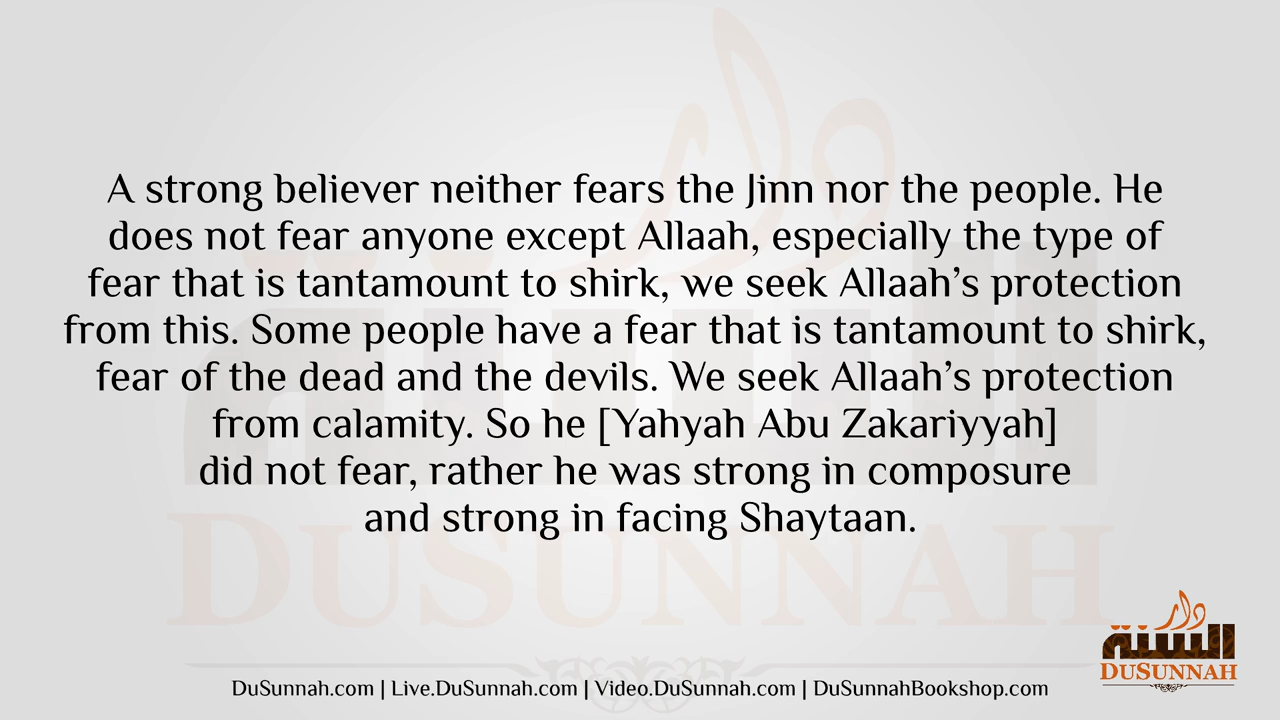 A strong believer neither fears the Jinn nor the people. He
does not fear anyone except Allaah, especially the type of
fear that is tantamount to shirk, we seek Allaah’s protection
from this. Some people have a fear that is tantamount to shirk,
fear of the dead and the devils. We seek Allaah’s protection
from calamity. So he [Yahyah Abu Zakariyyah]
did not fear, rather he was strong in composure
and strong in facing Shaytaan.
دار
السنة
DUSUNNAH
DUSUNNAH
DuSunnah.com | Live.DuSunnah.com | Video.DuSunnah.com | DuSunnahBookshop.com